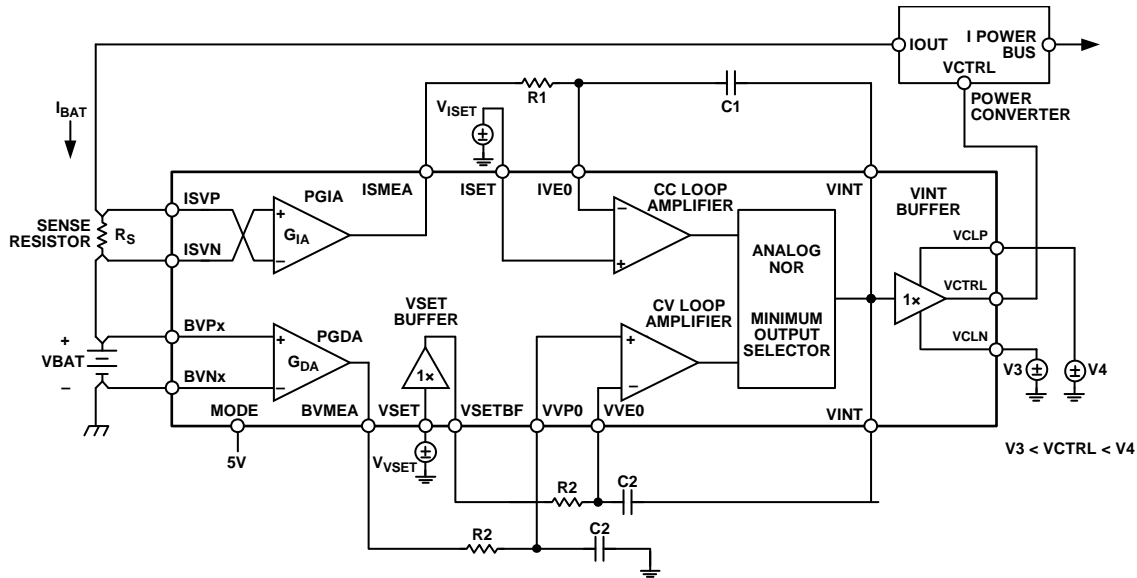 IOUT
I POWER
BUS
VCTRL
POWER
CONVERTER
R1
C1
VISET
±
IBAT
ISVP
PGIA
ISMEA
ISET
IVE0
CC LOOP
AMPLIFIER
VINT
VINT
BUFFER
SENSE
RESISTOR
RS
+
GIA
−
ISVN
−
+
ANALOG
NOR
MINIMUM
OUTPUT
SELECTOR
VCLP
1×
VCTRL
VCLN
VSET
BUFFER
CV LOOP
AMPLIFIER
+
VBAT
−
BVPx
PGDA
+
GDA
−
BVNx
1×
+
−
V3
±
V4
±
MODE
BVMEA
VSET
VSETBF
VVP0
VVE0
VINT
5V
VVSET
±
V3 < VCTRL < V4
R2
C2
R2
C2